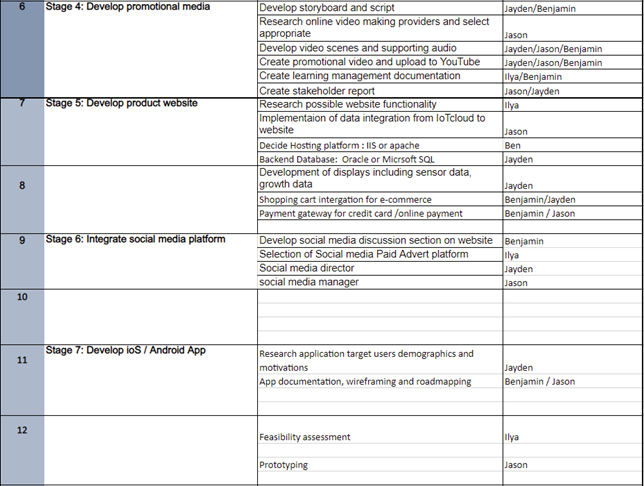 6 Stage 4: Develop promotional media Develop storyboard and script Jayden/Benjamin
Research online video making providers and select
appropriate Jason
Develop video scenes and supporting audio Jayden/Jason/Benjamin
Create promotional video and upload to YouTube Jayden/Jason/Benjamin
Create learning management documentation Ilya/Benjamin
Create stakeholder report Jason/Jayden
7 Stage 5: Develop product website Research possible website functionality Ilya
Implementaion of data integration from IoTcloud to
website Jason
Decide Hosting platform : IIS or apache Ben
Backend Database: Oracle or Micrsoft SQL Jayden
8 Development of displays including sensor data,
growth data Jayden
Shopping cart intergation for e-commerce Benjamin/Jayden
Payment gateway for credit card /online payment Benjamin / Jason
9 Stage 6: Integrate social media platform Develop social media discussion section on website Benjamin
Selection of Social media Paid Advert platform Ilya
Social media director Jayden
social media manager Jason
10
11 Stage 7: Develop ioS / Android App Research application target users demographics and
motivations Jayden
App documentation, wireframing and roadmapping Benjamin / Jason
12
Feasibility assessment Ilya
Prototyping Jason